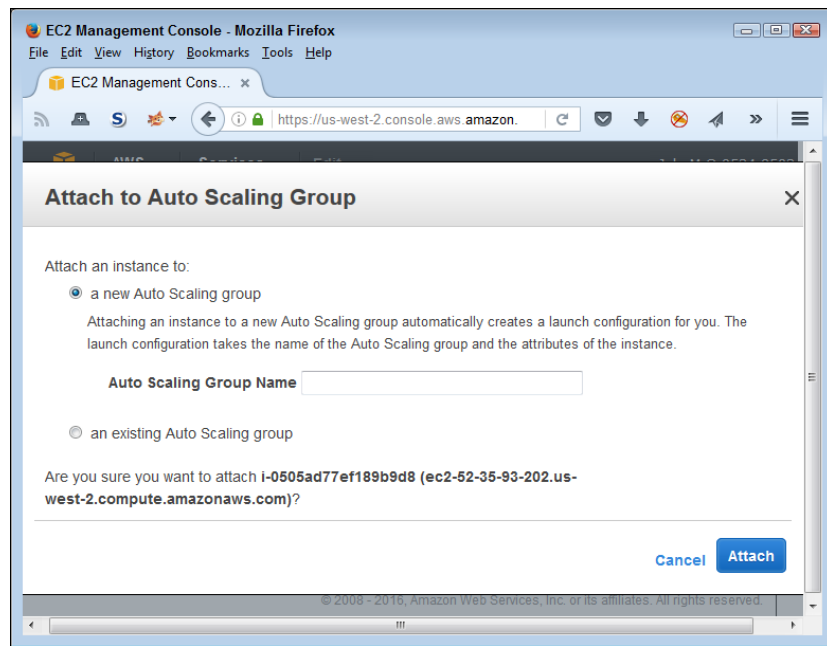 EC2 Management Console - Mozilla Firefox
File Edit View History Bookmarks Tools Help
EC2 Management Cons... ×
https://us-west-2.console.aws.amazon.
Attach to Auto Scaling Group
Attach an instance to:
a new Auto Scaling group
Attaching an instance to a new Auto Scaling group automatically creates a launch configuration for you. The
launch configuration takes the name of the Auto Scaling group and the attributes of the instance.
Auto Scaling Group Name
an existing Auto Scaling group
Are you sure you want to attach i-0505ad77ef189b9d8 (ec2-52-35-93-202.us-
west-2.compute.amazonaws.com)?
Cancel Attach
© 2008 - 2016, Amazon Web Services, Inc. or its affiliates. All rights reserved.